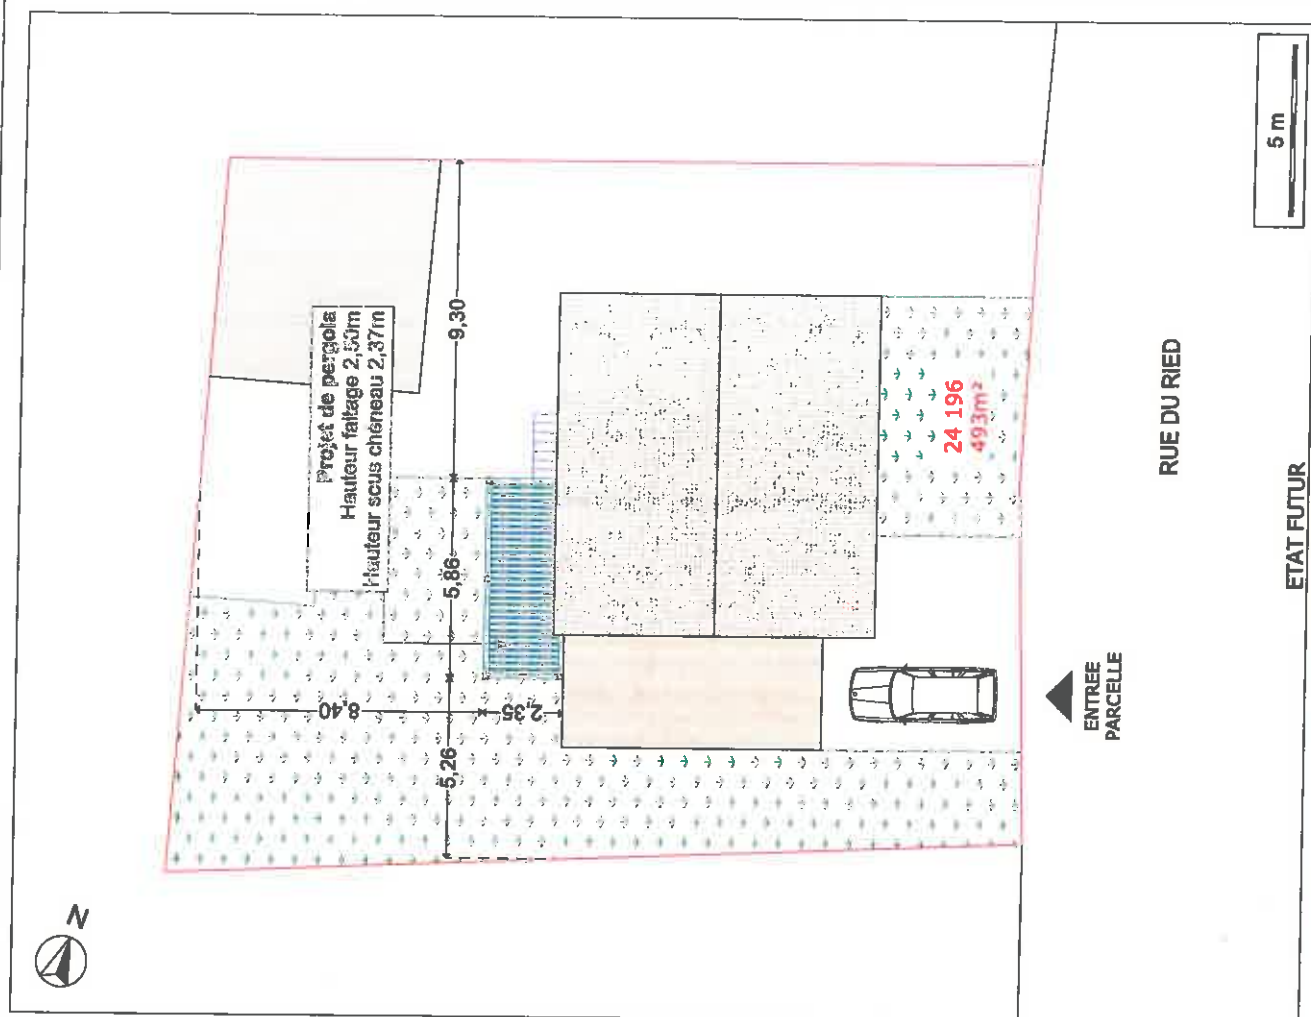 N
Projet de pergola
Hauteur faîtage 2,50m
Hauteur sous chéneau 2,37m
9,30
5,86
8,40
2,35
5,26
24 196
493m²
ENTREE
PARCELLE
RUE DU RIED
5 m
ETAT FUTUR